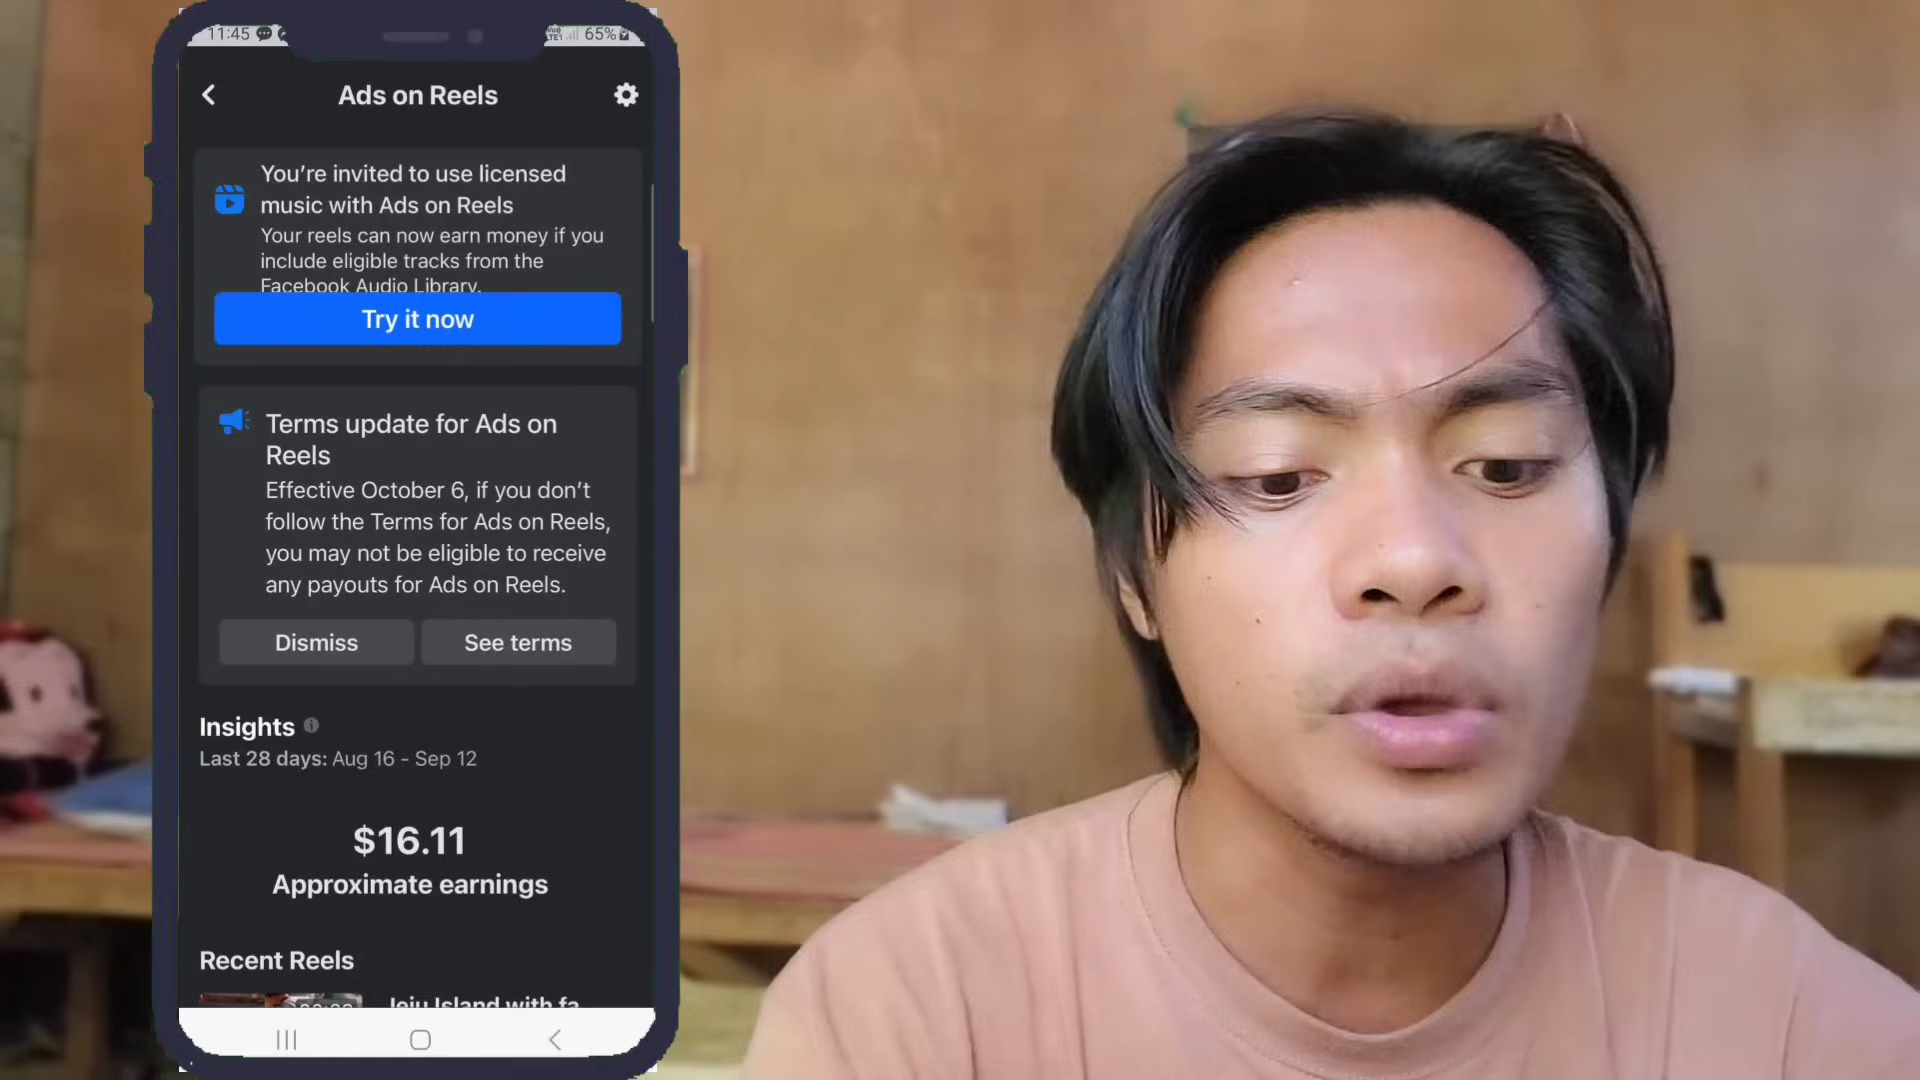 11:45
65%
Ads on Reels
You’re invited to use licensed
music with Ads on Reels
Your reels can now earn money if you
include eligible tracks from the
Facebook Audio Library.
Try it now
Terms update for Ads on
Reels
Effective October 6, if you don’t
follow the Terms for Ads on Reels,
you may not be eligible to receive
any payouts for Ads on Reels.
Dismiss
See terms
Insights
Last 28 days: Aug 16 - Sep 12
$16.11
Approximate earnings
Recent Reels
Jeju Island with fa